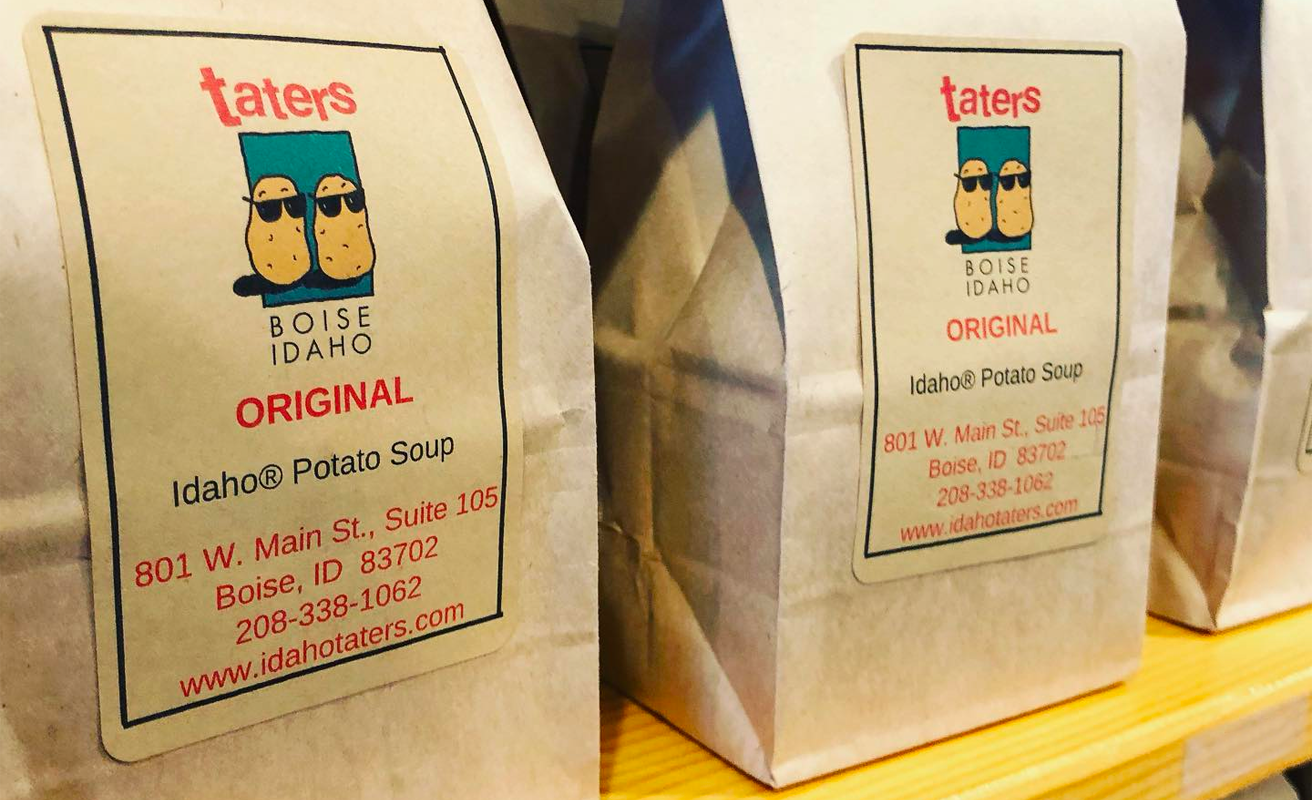 taters
BOISE
IDAHO
ORIGINAL
Idaho® Potato Soup
801 W. Main St., Suite 105
Boise, ID 83702
208-338-1062
www.idahotaters.com
taters
BOISE
IDAHO
ORIGINAL
Idaho® Potato Soup
801 W. Main St., Suite 105
Boise, ID 83702
208-338-1062
www.idahotaters.com